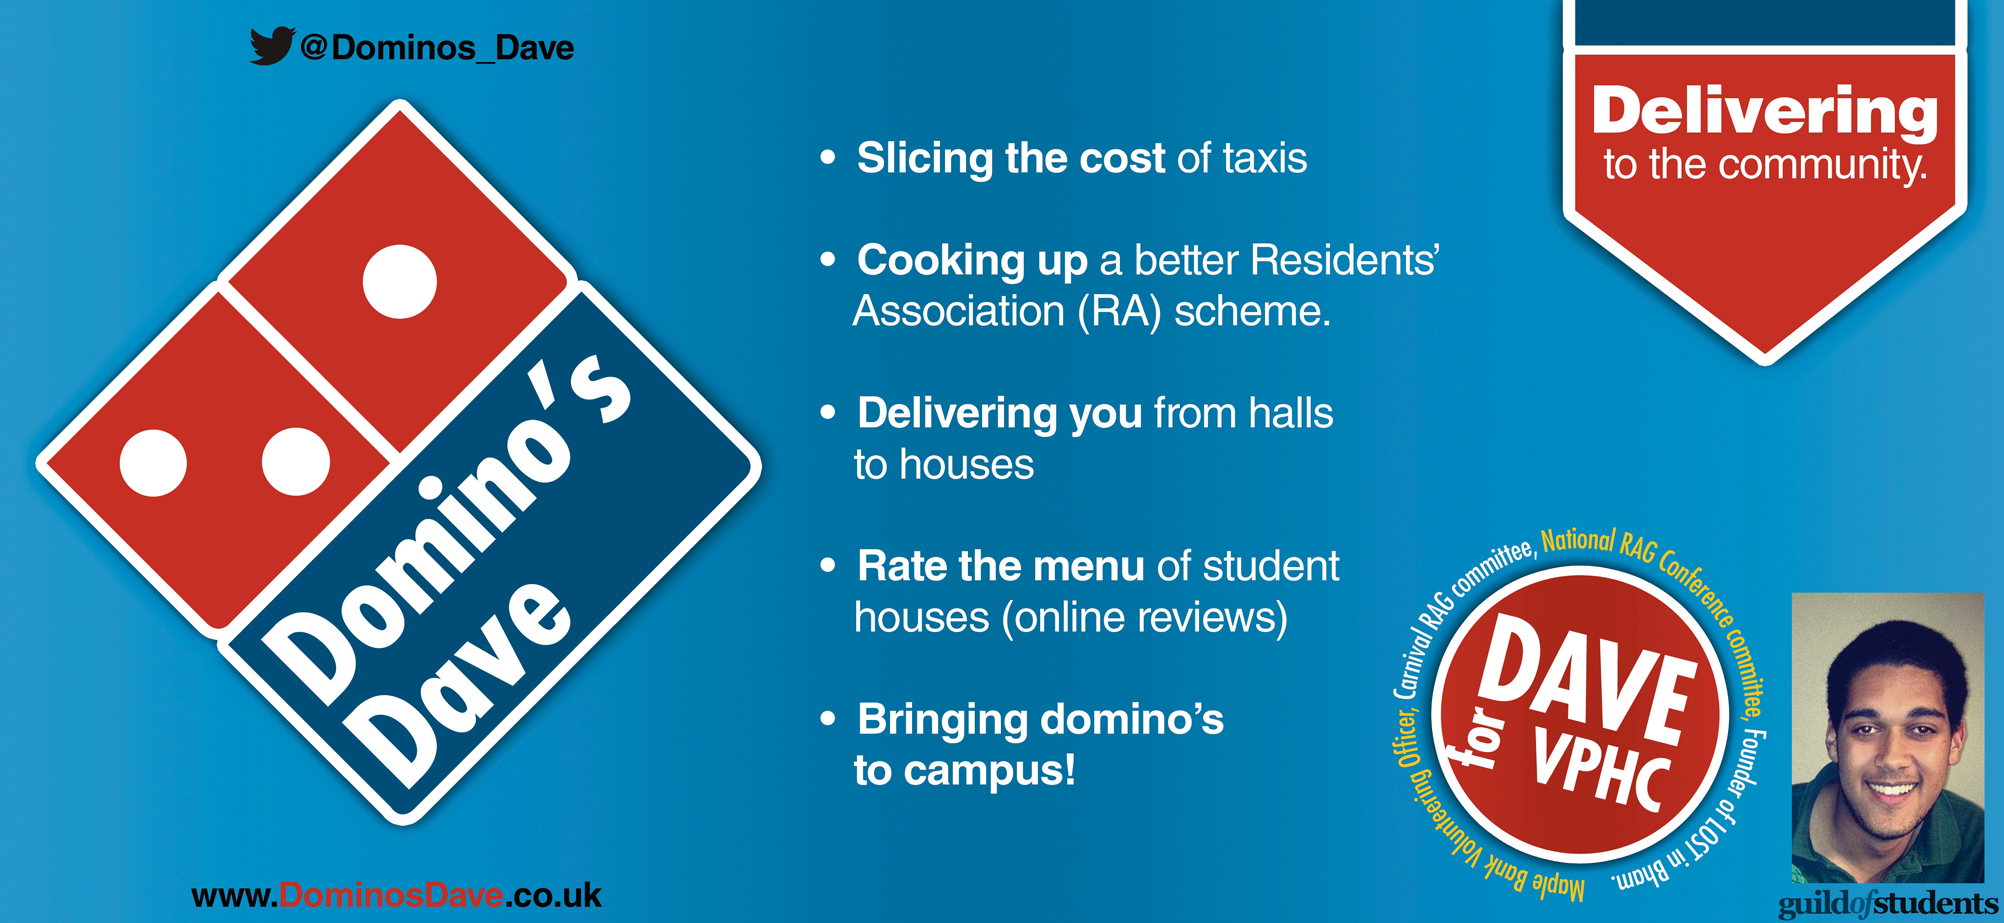 @Dominos_Dave
Domino's
Dave
www.DominosDave.co.uk
• Slicing the cost of taxis
• Cooking up a better Residents'
Association (RA) scheme.
• Delivering you from halls
to houses
• Rate the menu of student
houses (online reviews)
• Bringing domino's
to campus!
Delivering
to the community.
Maple Bank Volunteering Officer, Carnival RAG committee, National RAG Conference committee, Founder of LOST in Bham.
for
DAVE
VPHC
guildofstudents